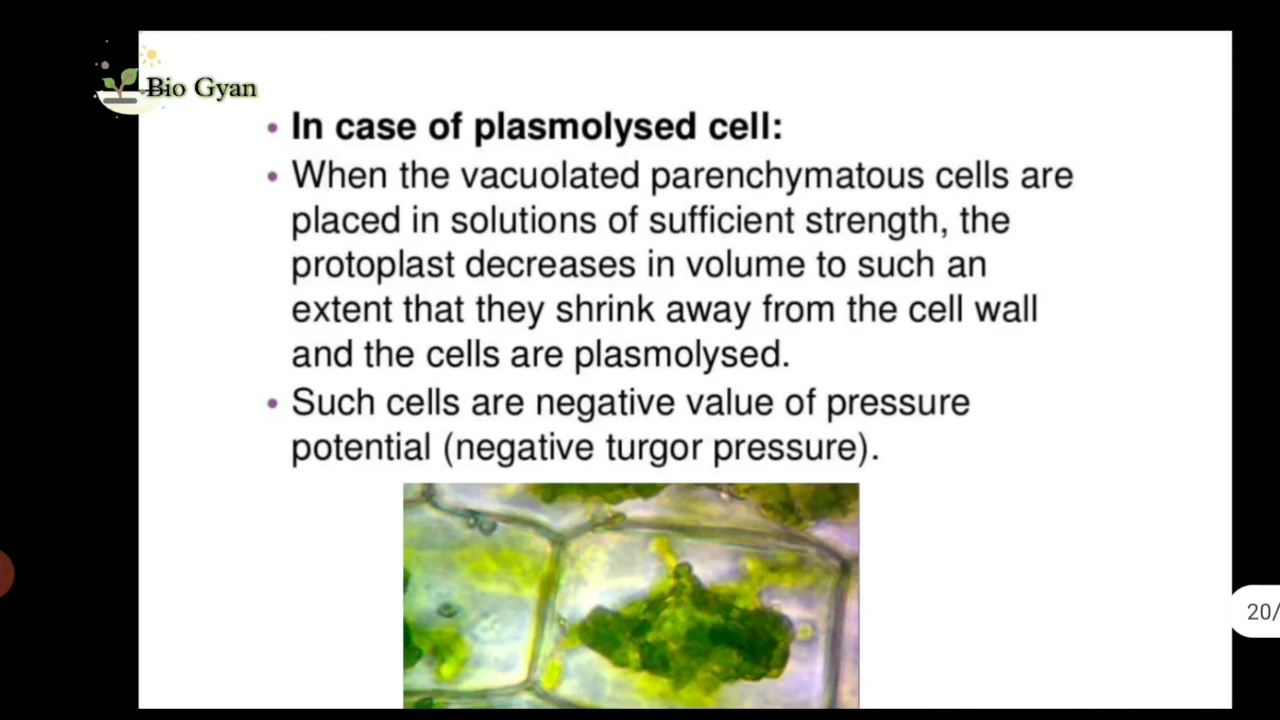 Bio Gyan
• In case of plasmolysed cell:
• When the vacuolated parenchymatous cells are
placed in solutions of sufficient strength, the
protoplast decreases in volume to such an
extent that they shrink away from the cell wall
and the cells are plasmolysed.
• Such cells are negative value of pressure
potential (negative turgor pressure).
20/